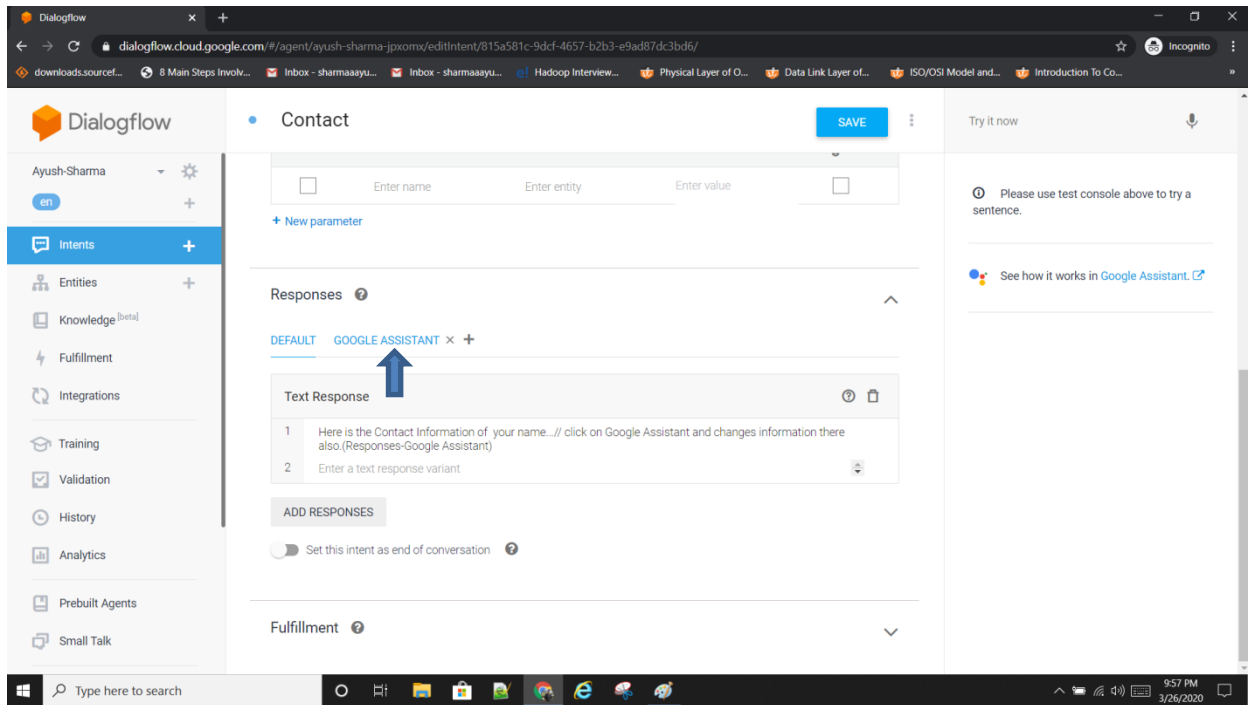 Dialogflow
dialogflow.cloud.google.com/#/agent/ayush-sharma-jpxomx/editIntent/815a581c-9dcf-4657-b2b3-e9ad87dc3bd6/
Incognito
downloads.sourcef...
8 Main Steps Involv...
Inbox - sharmaaayu...
Inbox - sharmaaayu...
Hadoop Interview...
Physical Layer of O...
Data Link Layer of...
ISO/OSI Model and...
Introduction To Co...
»
Dialogflow
Contact
SAVE
Try it now
Ayush-Sharma
en
Intents
Entities
Knowledge [beta]
Fulfillment
Integrations
Training
Validation
History
Analytics
Prebuilt Agents
Small Talk
Enter name
Enter entity
Enter value
+ New parameter
Responses
DEFAULT
GOOGLE ASSISTANT × +
Text Response
1 Here is the Contact Information of your name...// click on Google Assistant and changes information there
also.(Responses-Google Assistant)
2 Enter a text response variant
ADD RESPONSES
Set this intent as end of conversation
Fulfillment
Please use test console above to try a
sentence.
See how it works in Google Assistant.
Type here to search
9:57 PM
3/26/2020